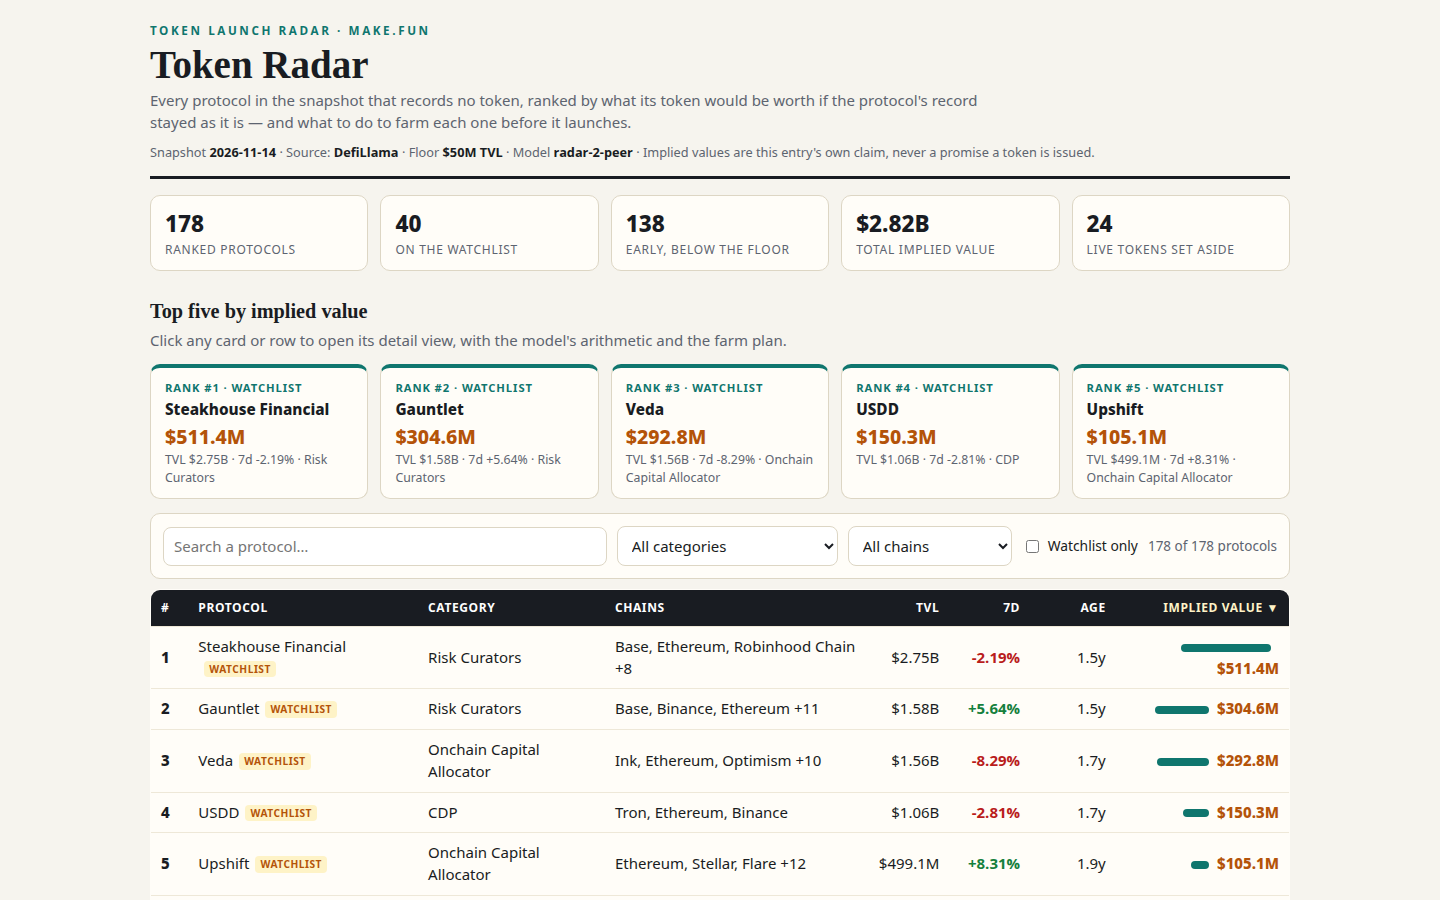 TOKEN LAUNCH RADAR · MAKE.FUN
Token Radar
Every protocol in the snapshot that records no token, ranked by what its token would be worth if the protocol's record
stayed as it is — and what to do to farm each one before it launches.
Snapshot 2026-11-14 · Source: DefiLlama · Floor $50M TVL · Model radar-2-peer · Implied values are this entry's own claim, never a promise a token is issued.
178
RANKED PROTOCOLS
40
ON THE WATCHLIST
138
EARLY, BELOW THE FLOOR
$2.82B
TOTAL IMPLIED VALUE
24
LIVE TOKENS SET ASIDE
Top five by implied value
Click any card or row to open its detail view, with the model's arithmetic and the farm plan.
RANK #1 · WATCHLIST
Steakhouse Financial
$511.4M
TVL $2.75B · 7d -2.19% · Risk
Curators
RANK #2 · WATCHLIST
Gauntlet
$304.6M
TVL $1.58B · 7d +5.64% · Risk
Curators
RANK #3 · WATCHLIST
Veda
$292.8M
TVL $1.56B · 7d -8.29% · Onchain
Capital Allocator
RANK #4 · WATCHLIST
USDD
$150.3M
TVL $1.06B · 7d -2.81% · CDP
RANK #5 · WATCHLIST
Upshift
$105.1M
TVL $499.1M · 7d +8.31% ·
Onchain Capital Allocator
Search a protocol... All categories All chains Watchlist only 178 of 178 protocols
# PROTOCOL CATEGORY CHAINS TVL 7D AGE IMPLIED VALUE ▼
1 Steakhouse Financial WATCHLIST Risk Curators Base, Ethereum, Robinhood Chain +8 $2.75B -2.19% 1.5y $511.4M
2 Gauntlet WATCHLIST Risk Curators Base, Binance, Ethereum +11 $1.58B +5.64% 1.5y $304.6M
3 Veda WATCHLIST Onchain Capital Allocator Ink, Ethereum, Optimism +10 $1.56B -8.29% 1.7y $292.8M
4 USDD WATCHLIST CDP Tron, Ethereum, Binance $1.06B -2.81% 1.7y $150.3M
5 Upshift WATCHLIST Onchain Capital Allocator Ethereum, Stellar, Flare +12 $499.1M +8.31% 1.9y $105.1M